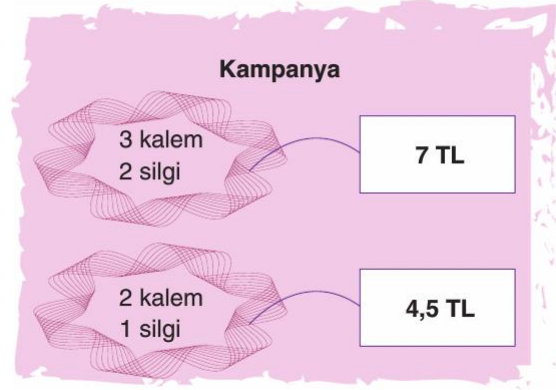 Kampanya
3 kalem
2 silgi
7 TL
2 kalem
1 silgi
4,5 TL